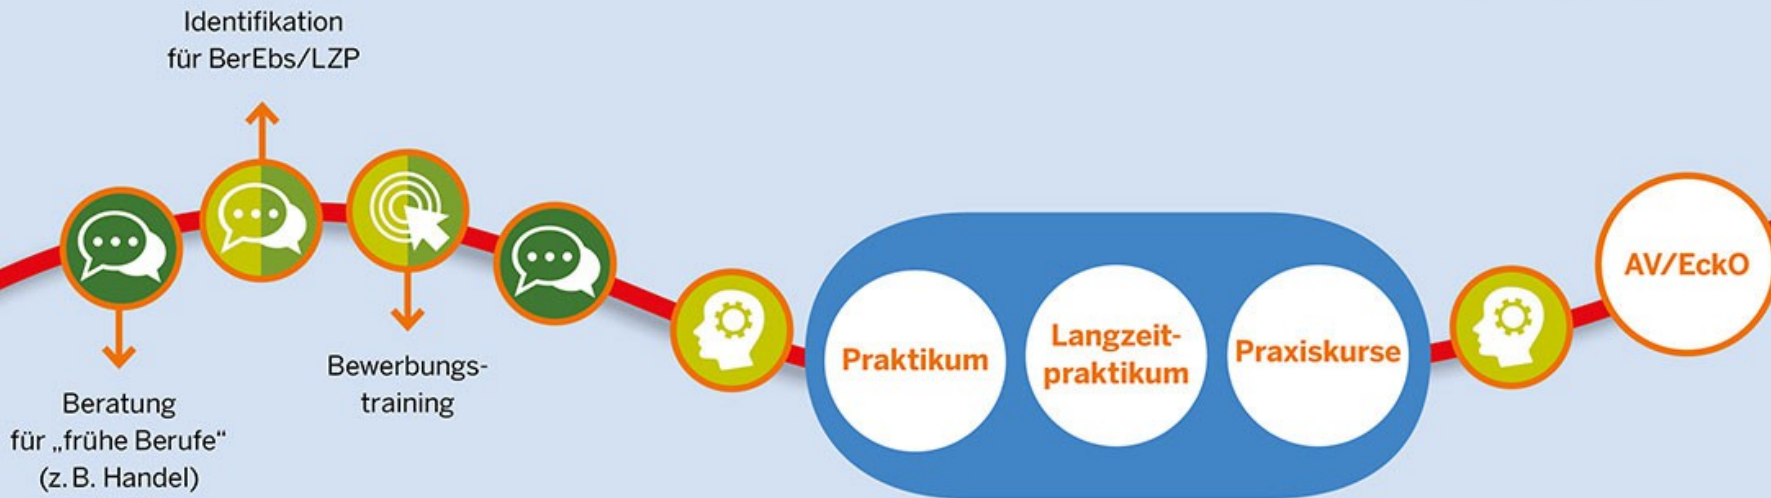 Identifikation
für BerEbs/LZP
Beratung
für „frühe Berufe“
(z. B. Handel)
Bewerbungs-
training
Praktikum
Langzeit-
praktikum
Praxiskurse
AV/EckO